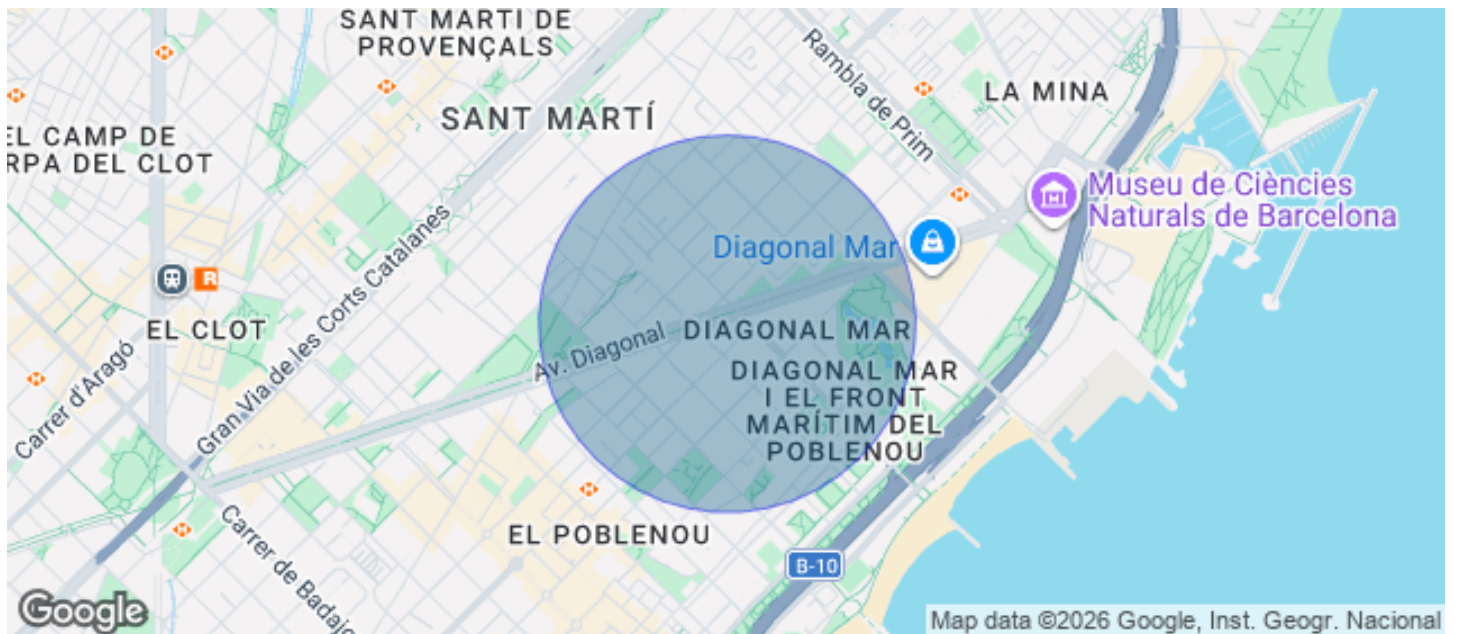 SANT MARTÍ DE
PROVENÇALS
Rambla de Prim
LA MINA
SANT MARTÍ
EL CAMP DE
RPA DEL CLOT
Museu de Ciències
Naturals de Barcelona
Diagonal Mar
Gran Via de les Corts Catalanes
R
EL CLOT
Av. Diagonal
DIAGONAL MAR
Carrer d'Aragó
DIAGONAL MAR
I EL FRONT
MARÍTIM DEL
POBLENOU
EL POBLENOU
Carrer de Badajo
B-10
Google
Map data ©2026 Google, Inst. Geogr. Nacional